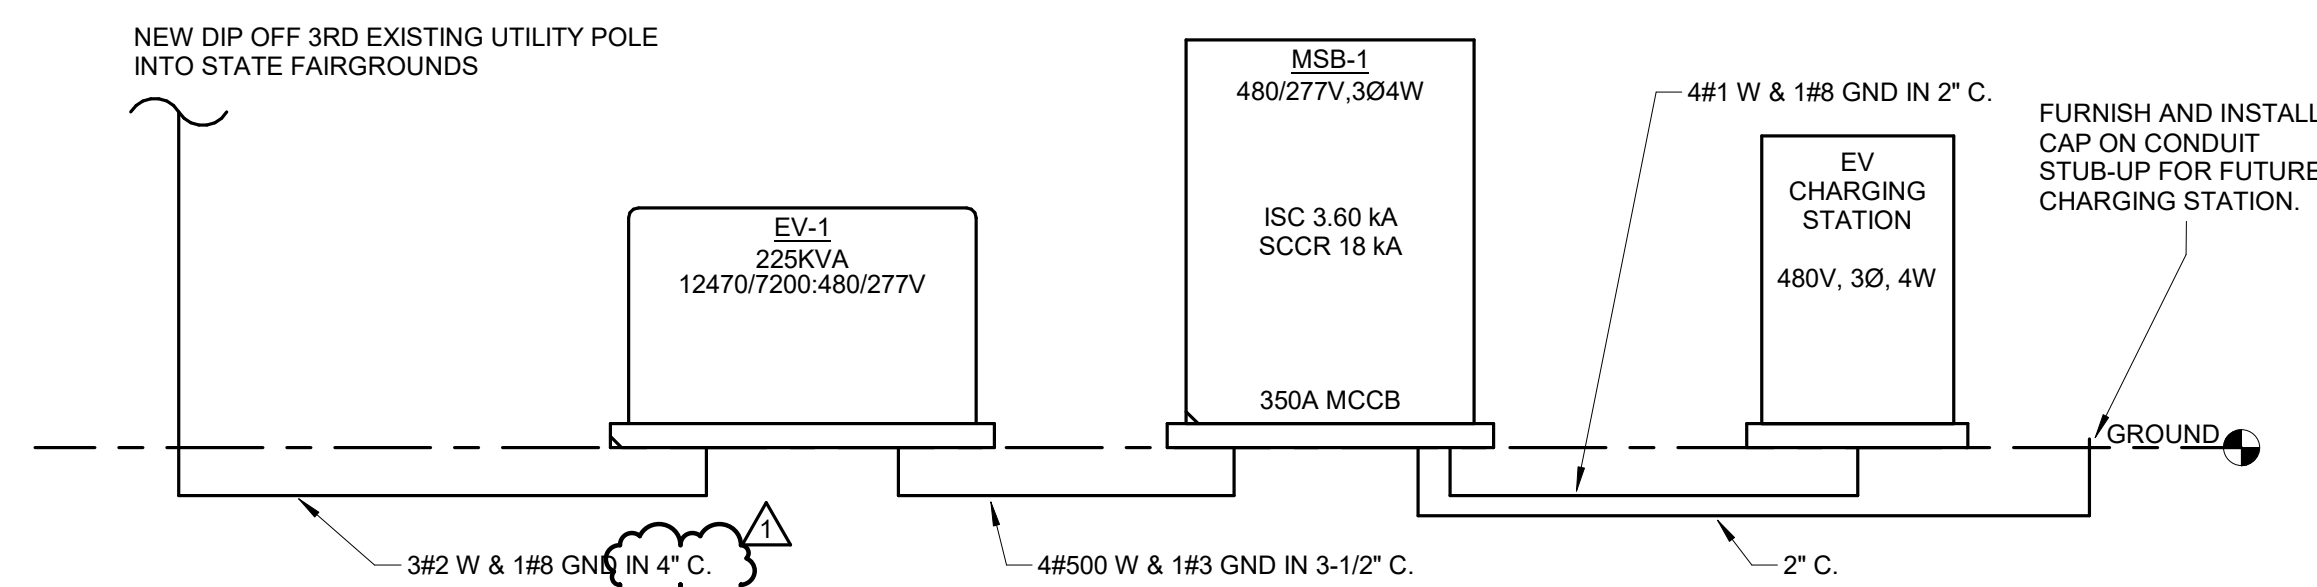 NEW DIP OFF 3RD EXISTING UTILITY POLE
INTO STATE FAIRGROUNDS
EV-1
225KVA
12470/7200:480/277V
MSB-1
480/277V,3Ø4W
ISC 3.60 kA
SCCR 18 kA
350A MCCB
4#1 W & 1#8 GND IN 2" C.
EV
CHARGING
STATION
480V, 3Ø, 4W
FURNISH AND INSTALL
CAP ON CONDUIT
STUB-UP FOR FUTURE
CHARGING STATION.
GROUND
3#2 W & 1#8 GND IN 4" C.
1
4#500 W & 1#3 GND IN 3-1/2" C.
2" C.